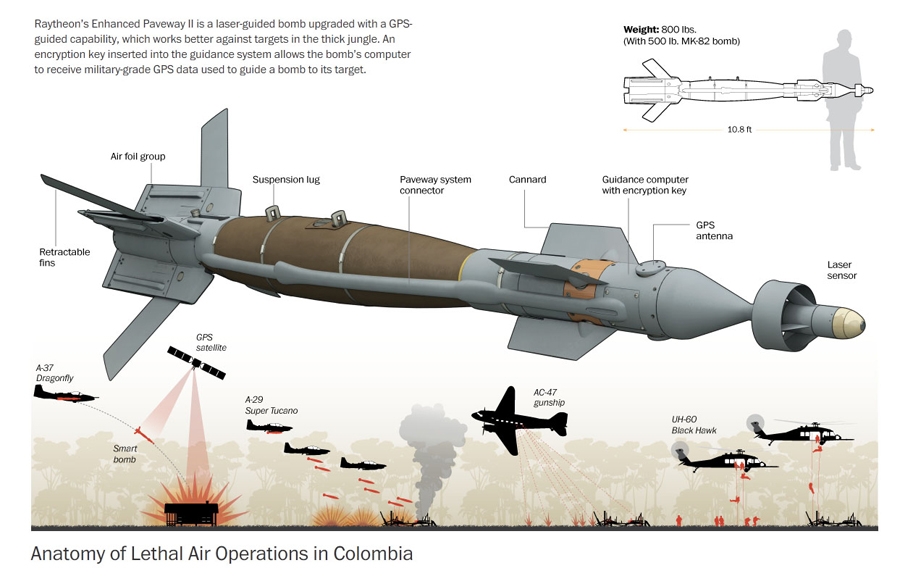 Raytheon's Enhanced Paveway II is a laser-guided bomb upgraded with a GPS-
guided capability, which works better against targets in the thick jungle. An
encryption key inserted into the guidance system allows the bomb's computer
to receive military-grade GPS data used to guide a bomb to its target.
Weight: 800 lbs.
(With 500 lb. MK-82 bomb)
10.8 ft
Air foil group
Suspension lug
Paveway system
connector
Cannard
Guidance computer
with encryption key
GPS
antenna
Retractable
fins
Laser
sensor
GPS
satellite
A-37
Dragonfly
Smart
bomb
A-29
Super Tucano
AC-47
gunship
UH-60
Black Hawk
Anatomy of Lethal Air Operations in Colombia